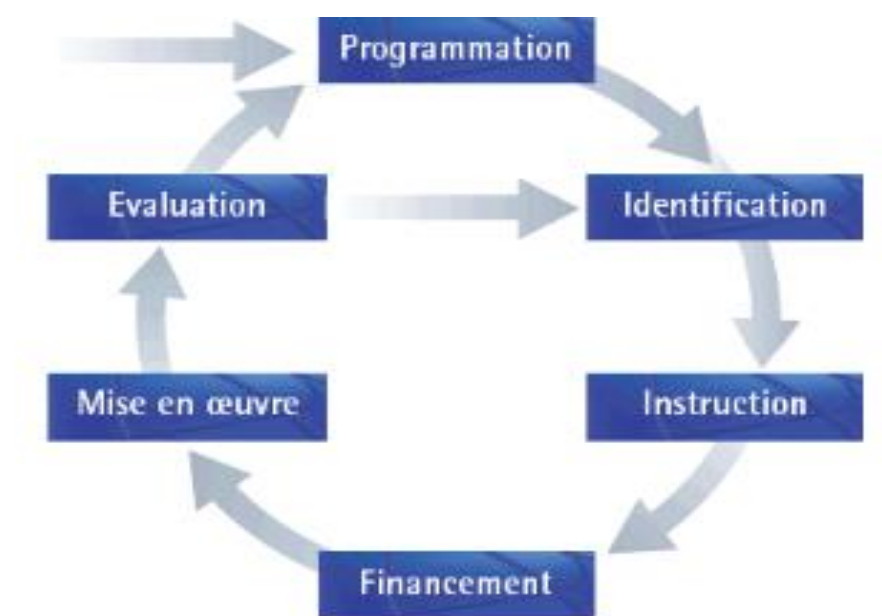 Programmation
Evaluation
Identification
Mise en œuvre
Instruction
Financement